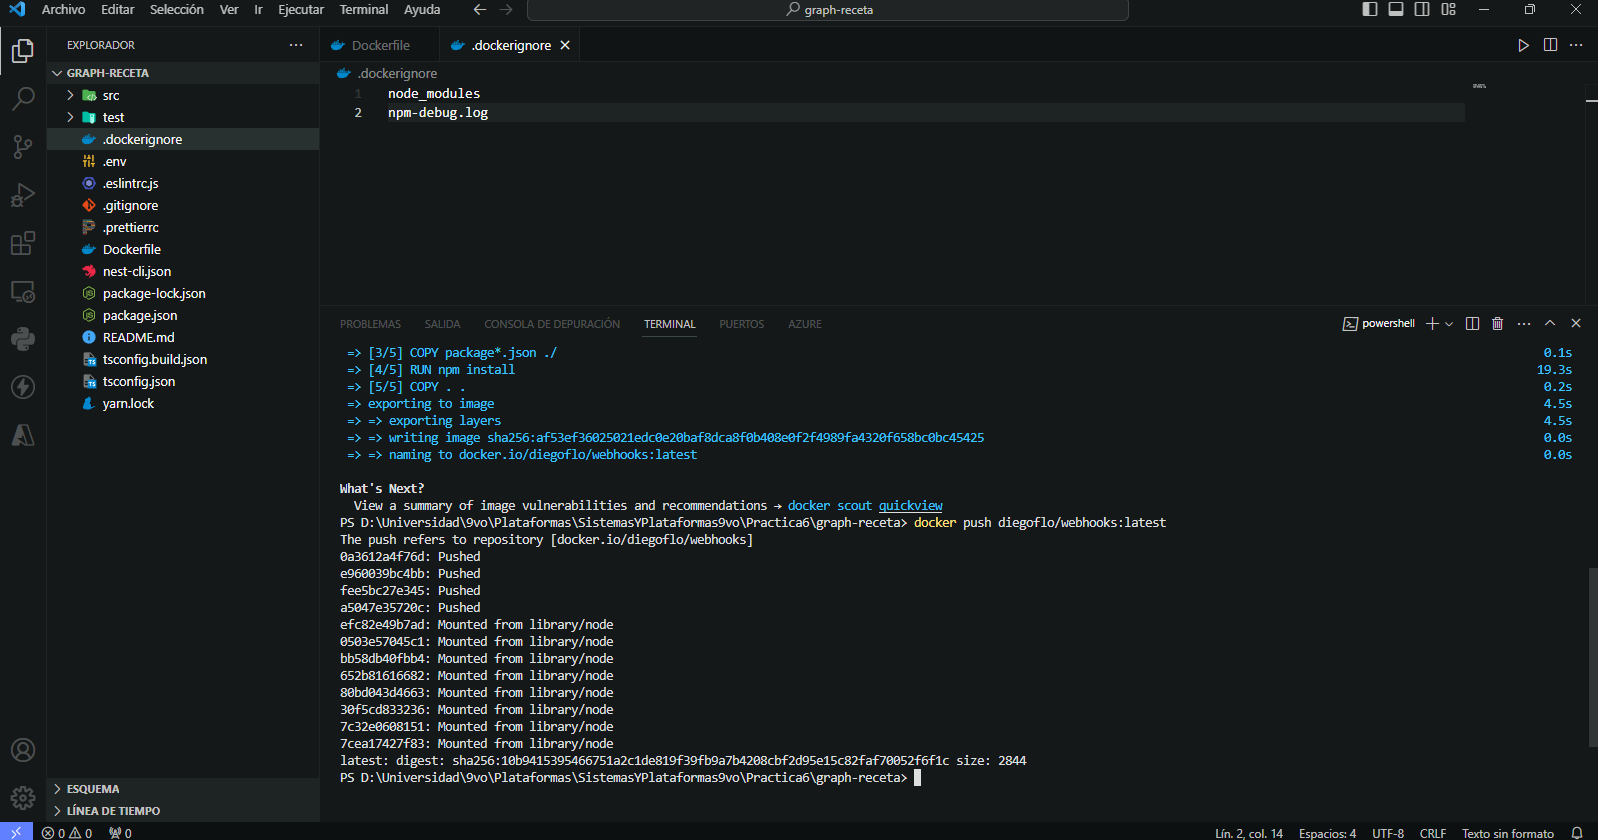 Archivo Editar Selección Ver Ir Ejecutar Terminal Ayuda graph-receta
EXPLORADOR
GRAPH-RECETA
src
test
.dockerignore
.env
.eslintrc.js
.gitignore
.prettierrc
Dockerfile
nest-cli.json
package-lock.json
package.json
README.md
tsconfig.build.json
tsconfig.json
yarn.lock
ESQUEMA
LÍNEA DE TIEMPO
Dockerfile .dockerignore
.dockerignore
1 node_modules
2 npm-debug.log
PROBLEMAS SALIDA CONSOLA DE DEPURACIÓN TERMINAL PUERTOS AZURE powershell
=> [3/5] COPY package*.json ./ 0.1s
=> [4/5] RUN npm install 19.3s
=> [5/5] COPY . . 0.2s
=> exporting to image 4.5s
=> => exporting layers 4.5s
=> => writing image sha256:af53ef36025021edc0e20baf8dca8f0b408e0f2f4989fa4320f658bc0bc45425 0.0s
=> => naming to docker.io/diegoflo/webhooks:latest 0.0s
What's Next?
View a summary of image vulnerabilities and recommendations → docker scout quickview
PS D:\Universidad\9vo\Plataformas\SistemasYPlataformas9vo\Practica6\graph-receta> docker push diegoflo/webhooks:latest
The push refers to repository [docker.io/diegoflo/webhooks]
0a3612a4f76d: Pushed
e960039bc4bb: Pushed
fee5bc27e345: Pushed
a5047e35720c: Pushed
efc82e49b7ad: Mounted from library/node
0503e57045c1: Mounted from library/node
bb58db40fbb4: Mounted from library/node
652b81616682: Mounted from library/node
80bd043d4663: Mounted from library/node
30f5cd833236: Mounted from library/node
7c32e0608151: Mounted from library/node
7cea17427f83: Mounted from library/node
latest: digest: sha256:10b9415395466751a2c1de819f39fb9a7b4208cbf2d95e15c82faf70052f6f1c size: 2844
PS D:\Universidad\9vo\Plataformas\SistemasYPlataformas9vo\Practica6\graph-receta>
0 0 0 Lín. 2, col. 14 Espacios: 4 UTF-8 CRLF Texto sin formato